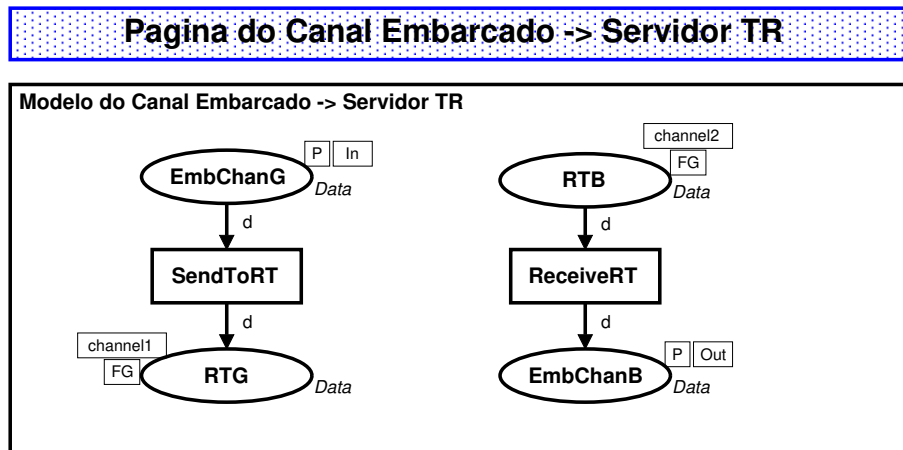 Pagina do Canal Embarcado -> Servidor TR
Modelo do Canal Embarcado -> Servidor TR
P In
EmbChanG
Data
d
SendToRT
d
channel1
FG
RTG
Data
channel2
FG
RTB
Data
d
ReceiveRT
d
P Out
EmbChanB
Data